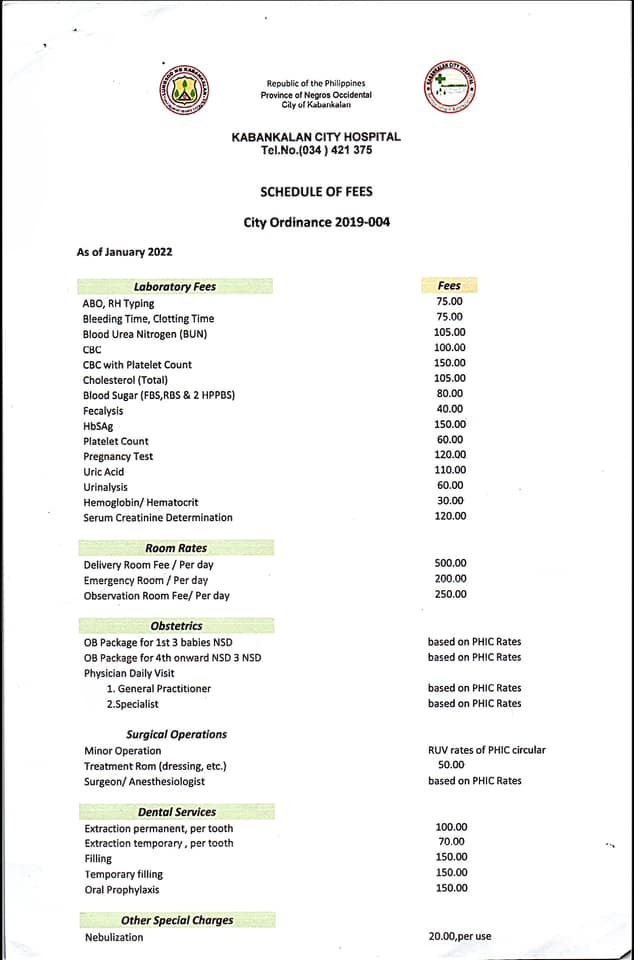 Republic of the Philippines
Province of Negros Occidental
City of Kabankalan
KABANKALAN CITY HOSPITAL
Tel.No.(034 ) 421 375
SCHEDULE OF FEES
City Ordinance 2019-004
As of January 2022
Laboratory Fees Fees
ABO, RH Typing 75.00
Bleeding Time, Clotting Time 75.00
Blood Urea Nitrogen (BUN) 105.00
CBC 100.00
CBC with Platelet Count 150.00
Cholesterol (Total) 105.00
Blood Sugar (FBS,RBS & 2 HPPBS) 80.00
Fecalysis 40.00
HbSAg 150.00
Platelet Count 60.00
Pregnancy Test 120.00
Uric Acid 110.00
Urinalysis 60.00
Hemoglobin/ Hematocrit 30.00
Serum Creatinine Determination 120.00
Room Rates
Delivery Room Fee / Per day 500.00
Emergency Room / Per day 200.00
Observation Room Fee/ Per day 250.00
Obstetrics
OB Package for 1st 3 babies NSD based on PHIC Rates
OB Package for 4th onward NSD 3 NSD based on PHIC Rates
Physician Daily Visit
1. General Practitioner based on PHIC Rates
2.Specialist based on PHIC Rates
Surgical Operations
Minor Operation RUV rates of PHIC circular
Treatment Rom (dressing, etc.) 50.00
Surgeon/ Anesthesiologist based on PHIC Rates
Dental Services
Extraction permanent, per tooth 100.00
Extraction temporary , per tooth 70.00
Filling 150.00
Temporary filling 150.00
Oral Prophylaxis 150.00
Other Special Charges
Nebulization 20.00,per use